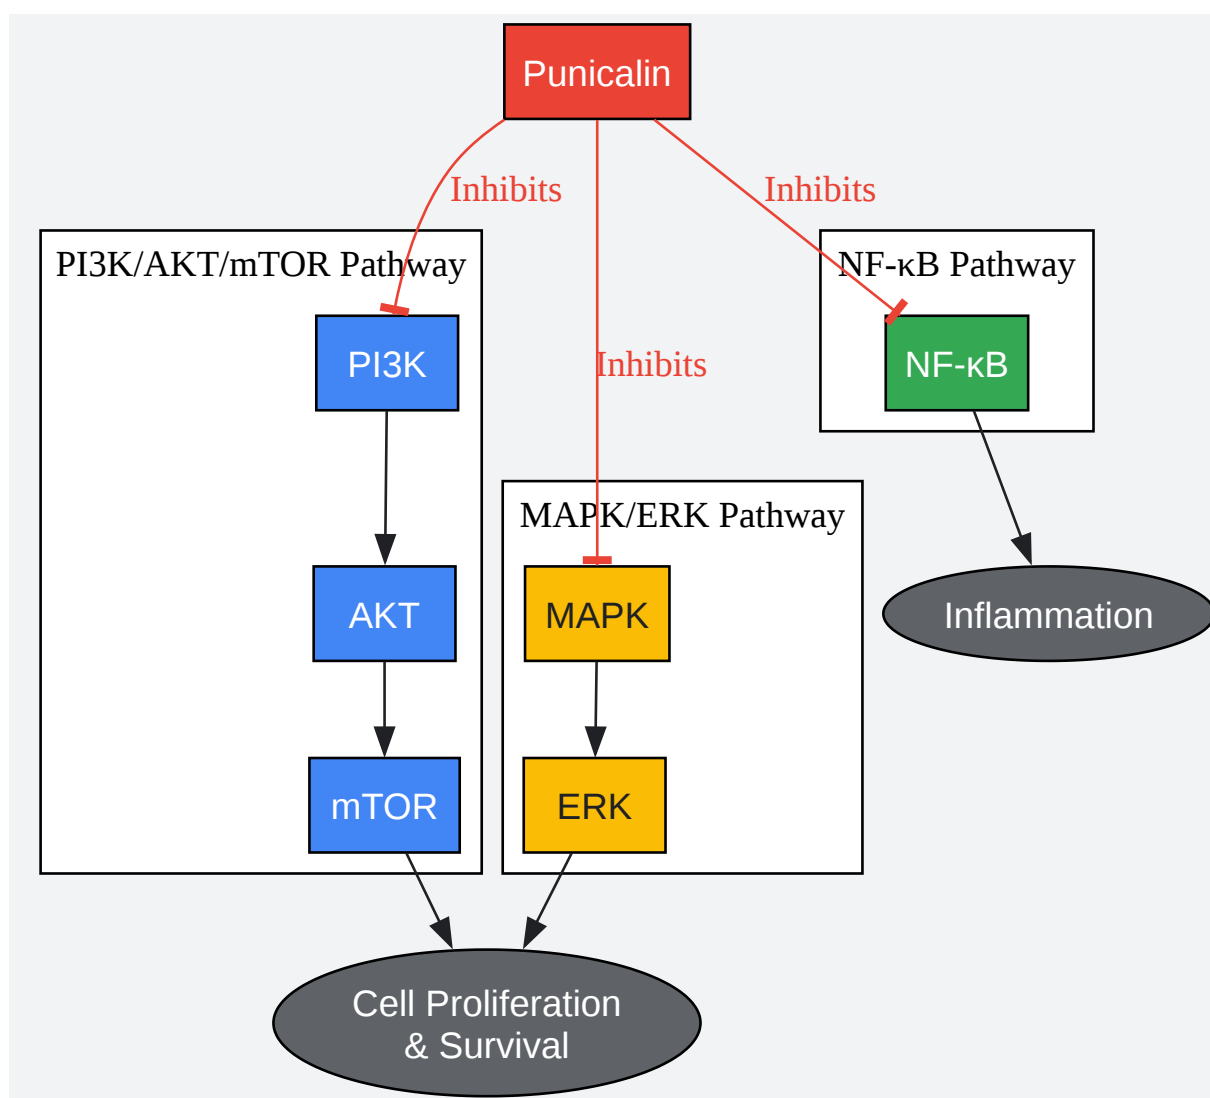 Punicalin
Inhibits
Inhibits
PI3K/AKT/mTOR Pathway
NF-κB Pathway
PI3K
Inhibits
NF-κB
MAPK/ERK Pathway
AKT
MAPK
Inflammation
mTOR
ERK
Cell Proliferation
& Survival